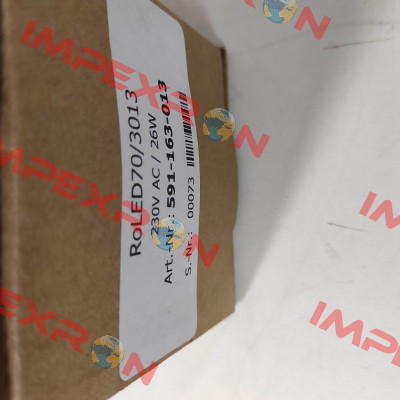 RoLED70/3013
230V AC / 26W
Art.-Nr.: 591-163-013
S.-Nr.: 00073
IMPEXRON
IMPEXRON
IMPEXRON
IMPEXRON
IMPEXRON